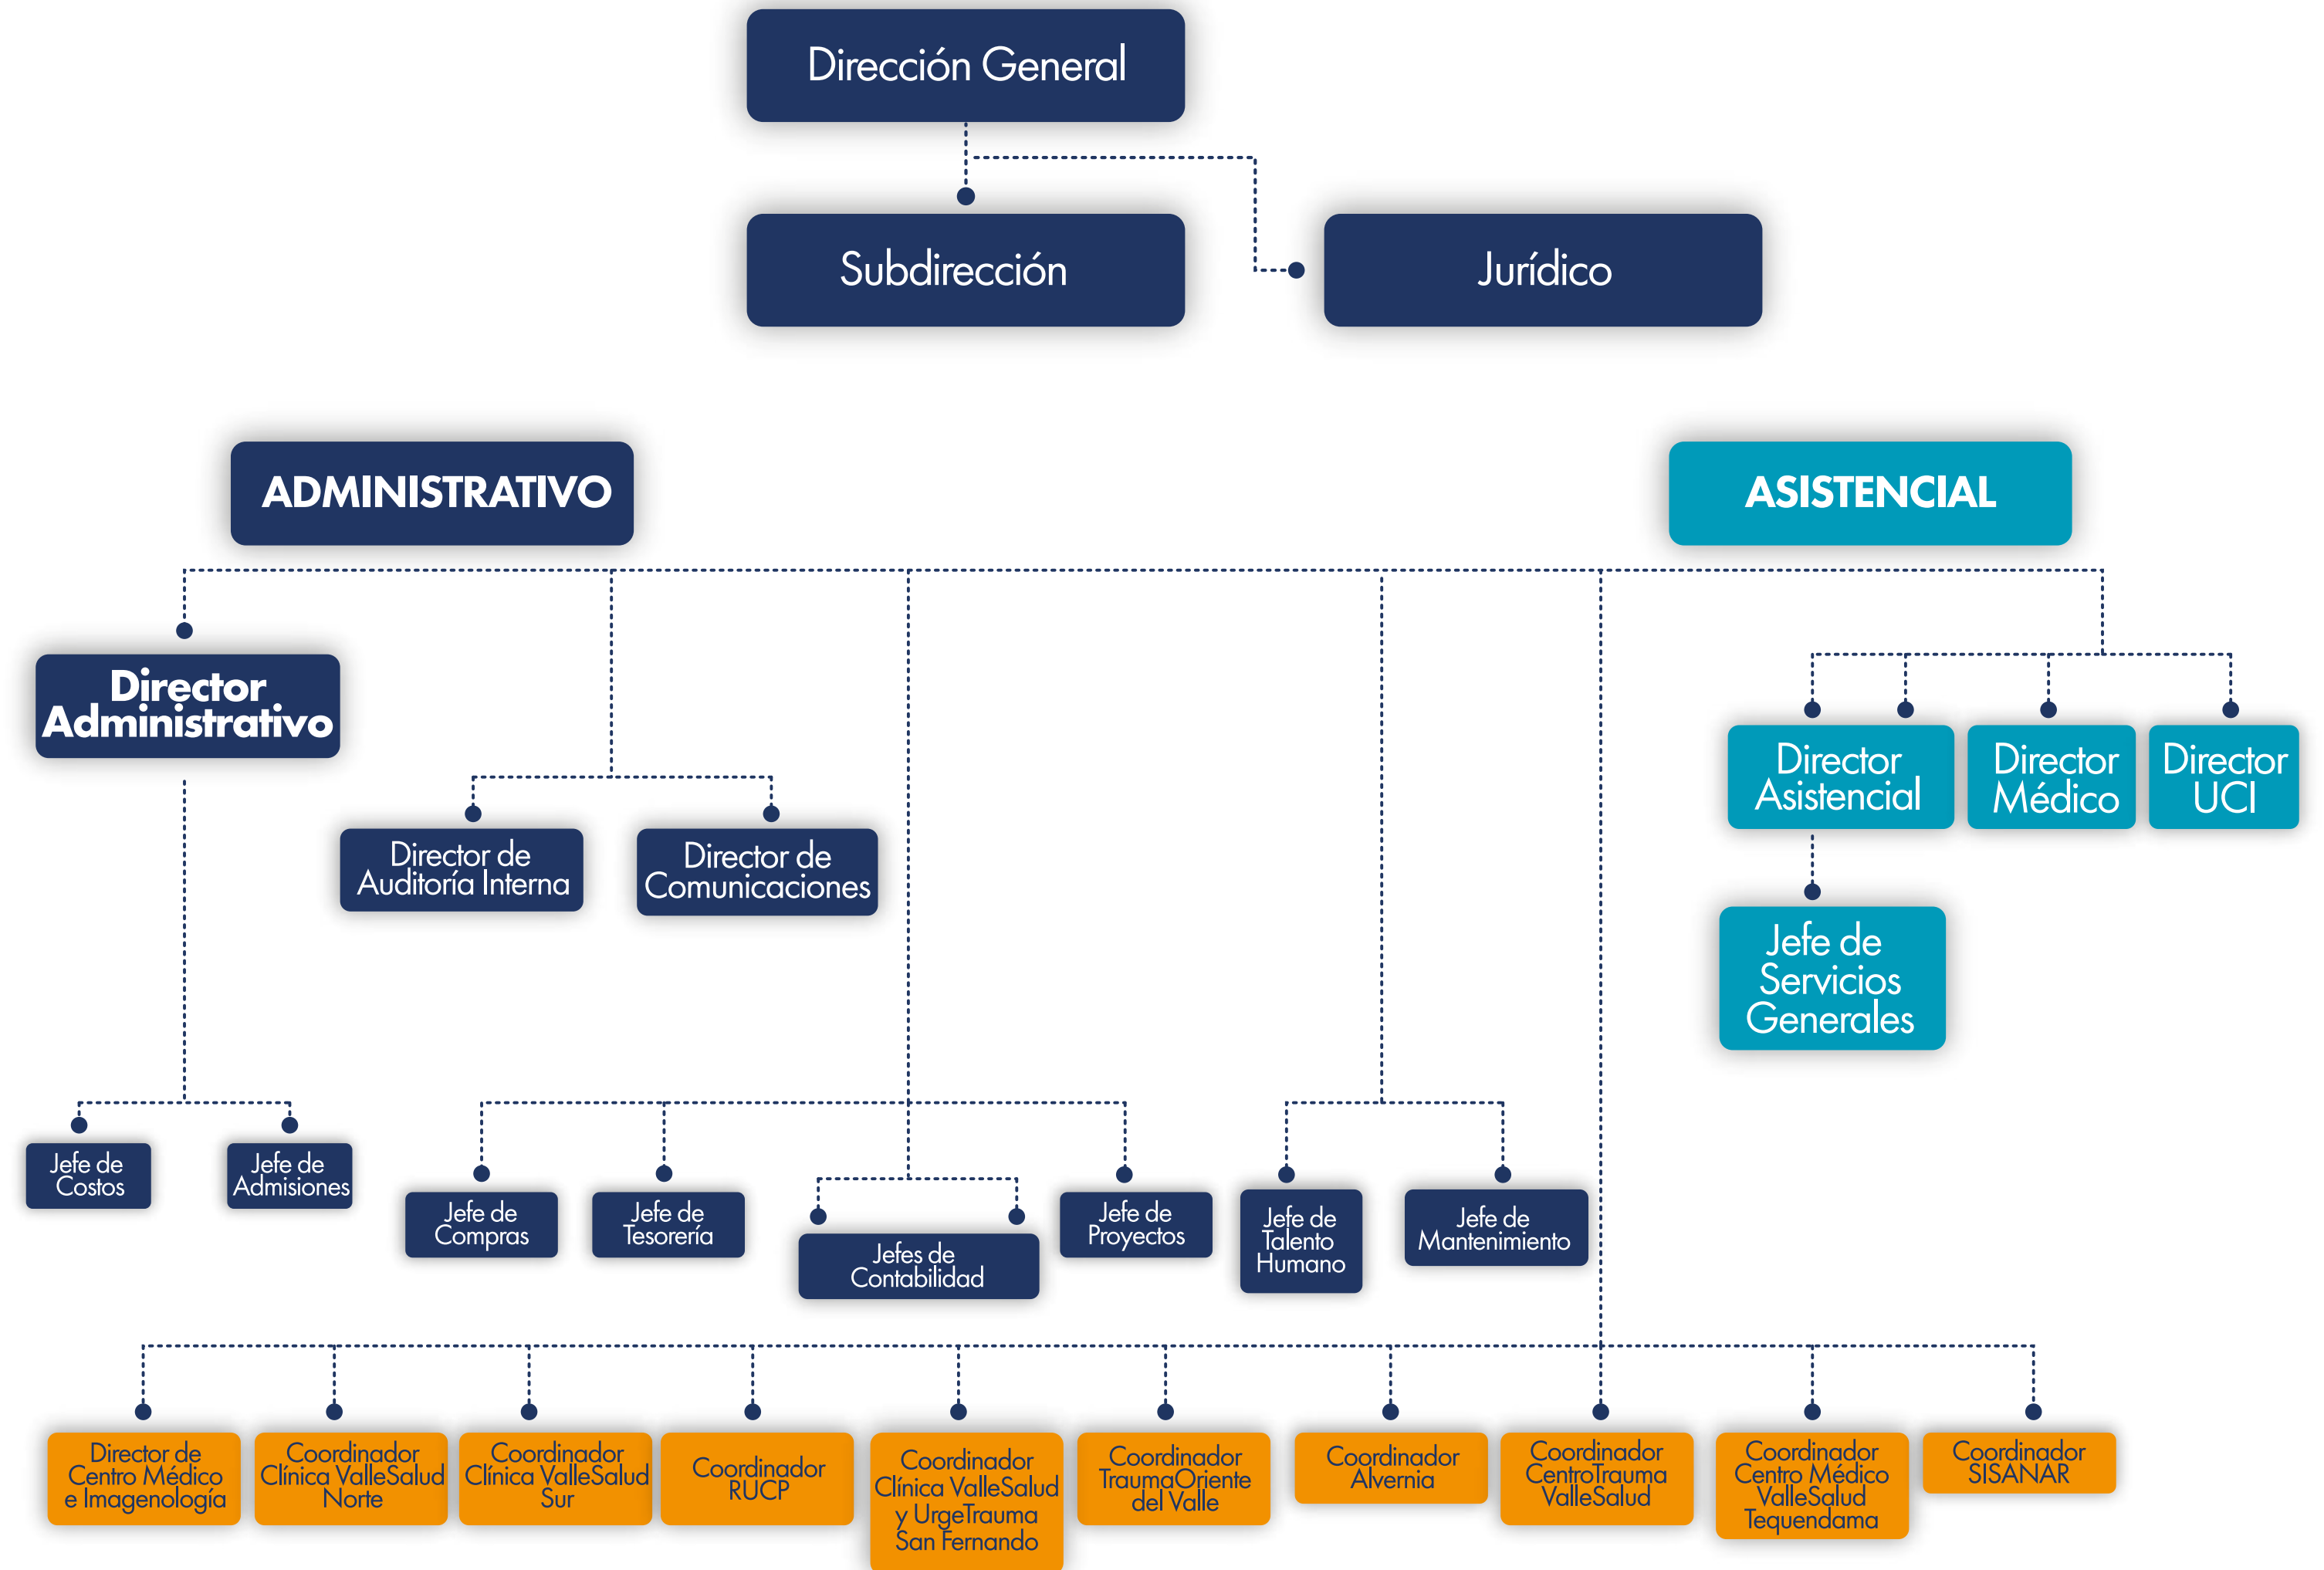 Dirección General
Subdirección
Jurídico
ADMINISTRATIVO
ASISTENCIAL
Director
Administrativo
Director
Asistencial
Director
Médico
Director
UCI
Director de
Auditoría Interna
Director de
Comunicaciones
Jefe de
Servicios
Generales
Jefe de
Costos
Jefe de
Admisiones
Jefe de
Compras
Jefe de
Tesorería
Jefes de
Contabilidad
Jefe de
Proyectos
Jefe de
Talento
Humano
Jefe de
Mantenimiento
Director de
Centro Médico
e Imagenología
Coordinador
Clínica ValleSalud
Norte
Coordinador
Clínica ValleSalud
Sur
Coordinador
RUCP
Coordinador
Clínica ValleSalud
y UrgeTrauma
San Fernando
Coordinador
TraumaOriente
del Valle
Coordinador
Alvernia
Coordinador
CentroTrauma
ValleSalud
Coordinador
Centro Médico
ValleSalud
Tequendama
Coordinador
SISANAR